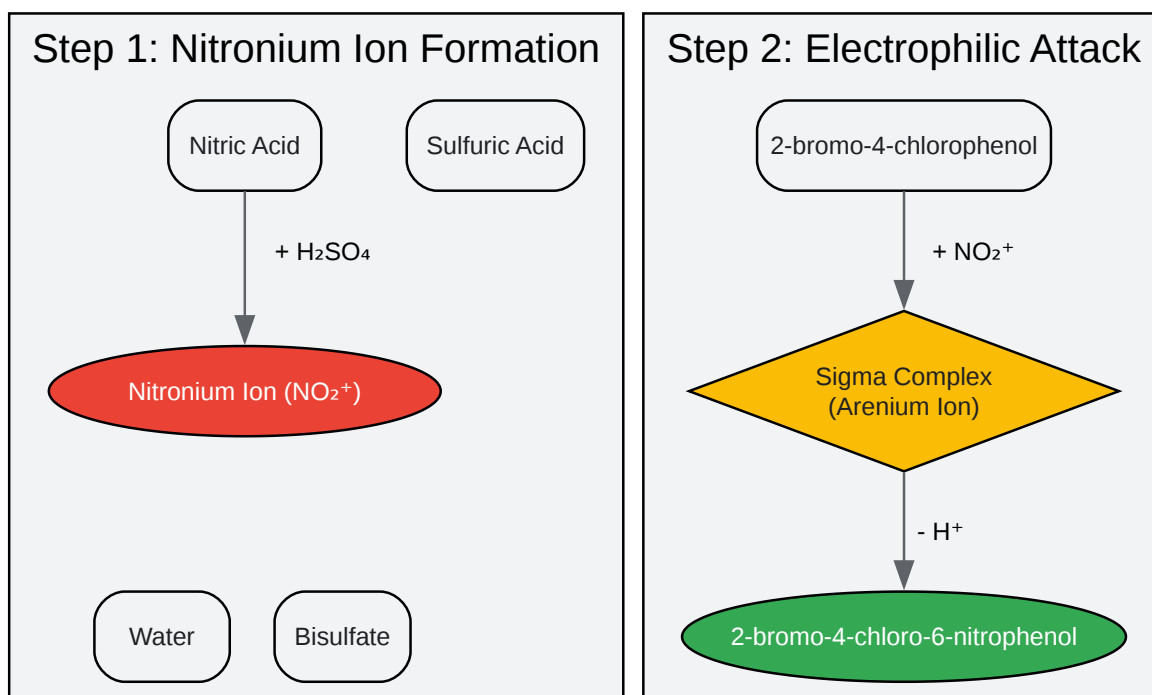 Step 1: Nitronium Ion Formation
Nitric Acid
Sulfuric Acid
+ H₂SO₄
Nitronium Ion (NO₂⁺)
Water
Bisulfate
Step 2: Electrophilic Attack
2-bromo-4-chlorophenol
+ NO₂⁺
Sigma Complex
(Arenium Ion)
- H⁺
2-bromo-4-chloro-6-nitrophenol